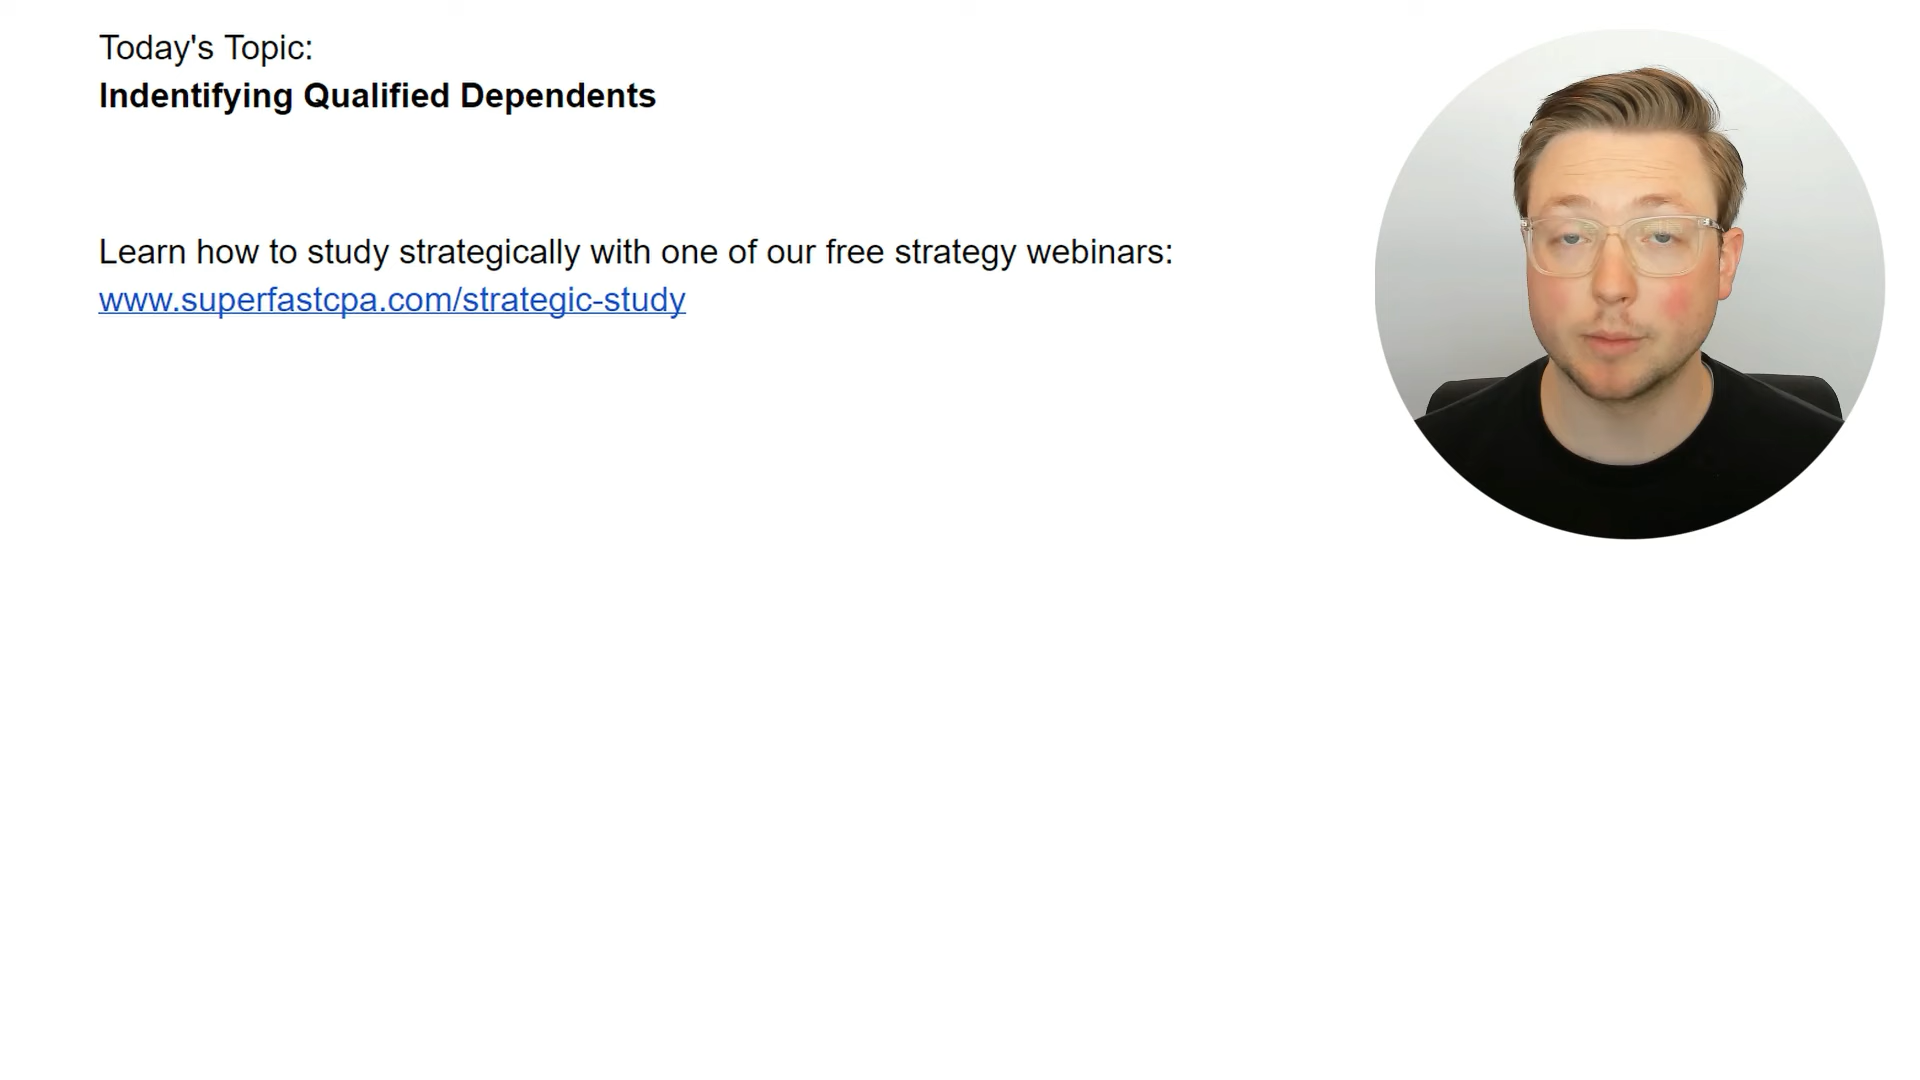 Today's Topic:
Indentifying Qualified Dependents
Learn how to study strategically with one of our free strategy webinars:
www.superfastcpa.com/strategic-study